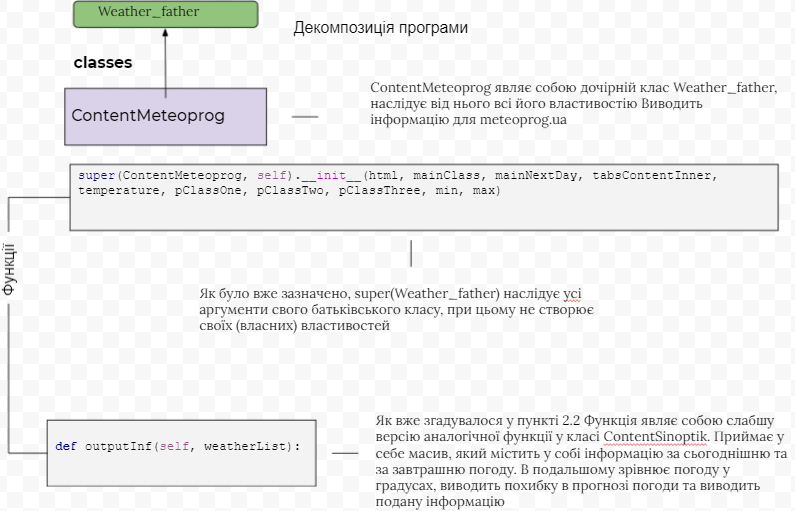 Weather_father
Декомпозиція програми
classes
ContentMeteoprog
ContentMeteoprog являє собою дочірній клас Weather_father,
наслідує від нього всі його властивостію Виводить
інформацію для meteoprog.ua
super(ContentMeteoprog, self).__init__(html, mainClass, mainNextDay, tabsContentInner,
temperature, pClassOne, pClassTwo, pClassThree, min, max)
Функції
Як було вже зазначено, super(Weather_father) наслідує усі
аргументи свого батьківського класу, при цьому не створює
своїх (власних) властивостей
def outputInf(self, weatherList):
Як вже згадувалося у пункті 2.2 Функція являє собою слабшу
версію аналогічної функції у класі ContentSinoptik. Приймає у
себе масив, який містить у собі інформацію за сьогоднішню та
за завтрашню погоду. В подальшому зрівнює погоду у
градусах, виводить похибку в прогнозі погоди та виводить
подану інформацію